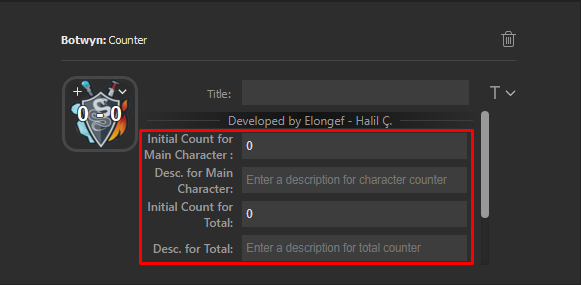 Botwyn: Counter
0 - 0
Title:
T
Developed by Elongef - Halil Ç.
Initial Count for
Main Character :
0
Desc. for Main
Character:
Enter a description for character counter
Initial Count for
Total:
0
Desc. for Total:
Enter a description for total counter